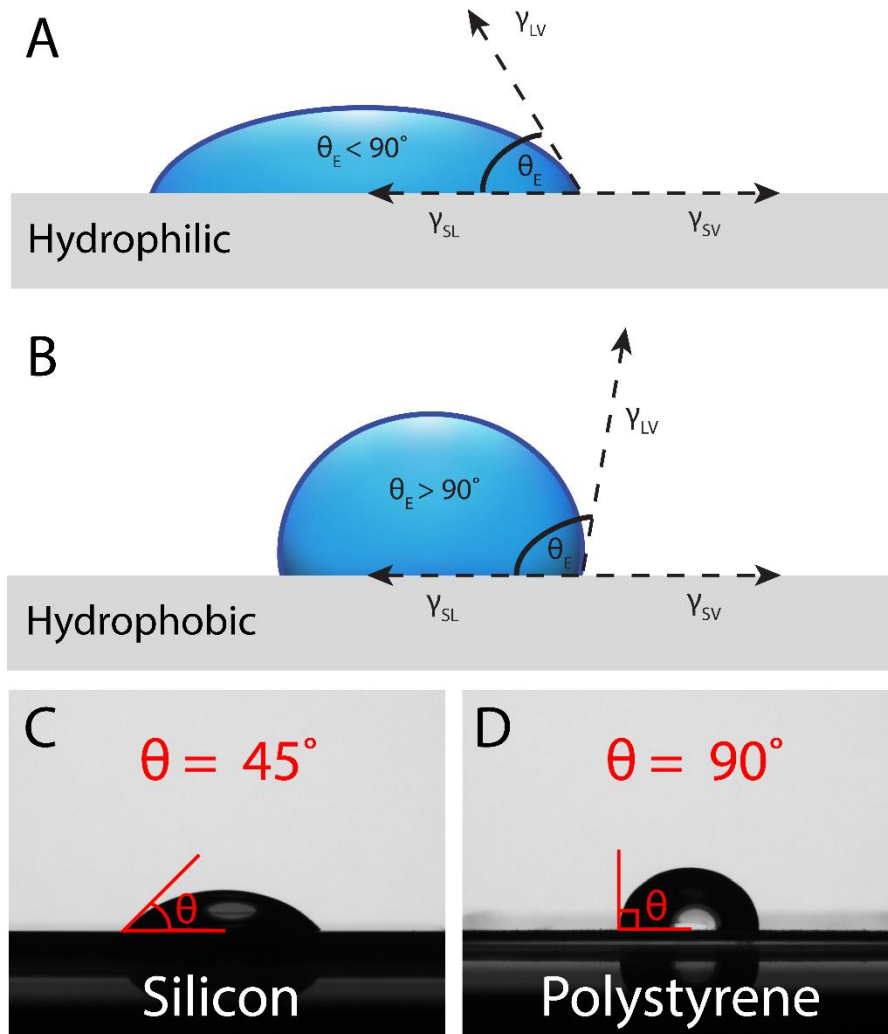 A
γLV
θE < 90°
θE
γSL
γSV
Hydrophilic
B
γLV
θE > 90°
θE
γSL
γSV
Hydrophobic
C
θ = 45°
θ
Silicon
D
θ = 90°
θ
Polystyrene